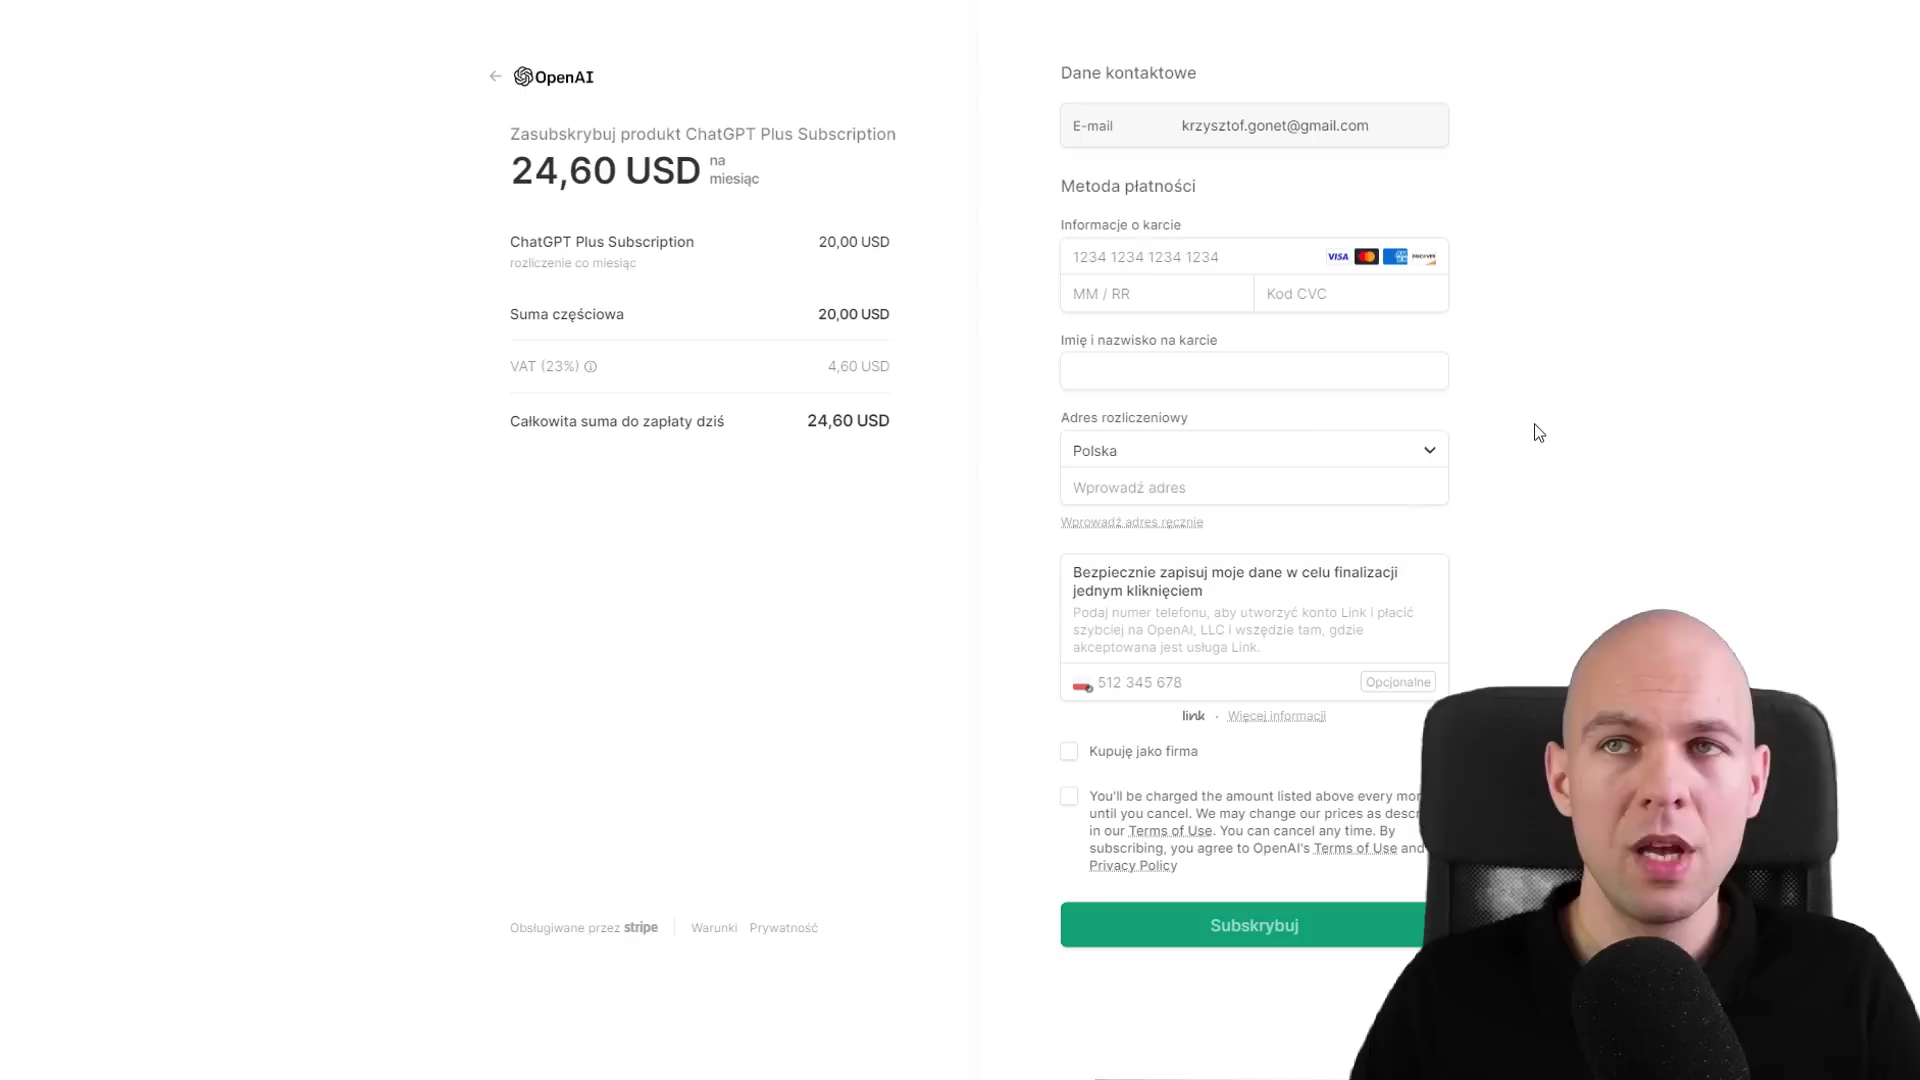 OpenAI
Zasubskrybuj produkt ChatGPT Plus Subscription
24,60 USD
na
miesiąc
ChatGPT Plus Subscription 20,00 USD
rozliczenie co miesiąc
Suma częściowa 20,00 USD
VAT (23%) 4,60 USD
Całkowita suma do zapłaty dziś 24,60 USD
Obsługiwane przez stripe Warunki Prywatność
Dane kontaktowe
E-mail krzysztof.gonet@gmail.com
Metoda płatności
Informacje o karcie
1234 1234 1234 1234 VISA DISCOVER
MM / RR Kod CVC
Imię i nazwisko na karcie
Adres rozliczeniowy
Polska
Wprowadź adres
Wprowadź adres ręcznie
Bezpiecznie zapisuj moje dane w celu finalizacji
jednym kliknięciem
Podaj numer telefonu, aby utworzyć konto Link i płacić
szybciej na OpenAI, LLC i wszędzie tam, gdzie
akceptowana jest usługa Link.
512 345 678 Opcjonalne
link · Więcej informacji
Kupuję jako firma
You'll be charged the amount listed above every
until you cancel. We may change our prices as
in our Terms of Use. You can cancel any time. By
subscribing, you agree to OpenAI's Terms of Use and
Privacy Policy
Subskrybuj